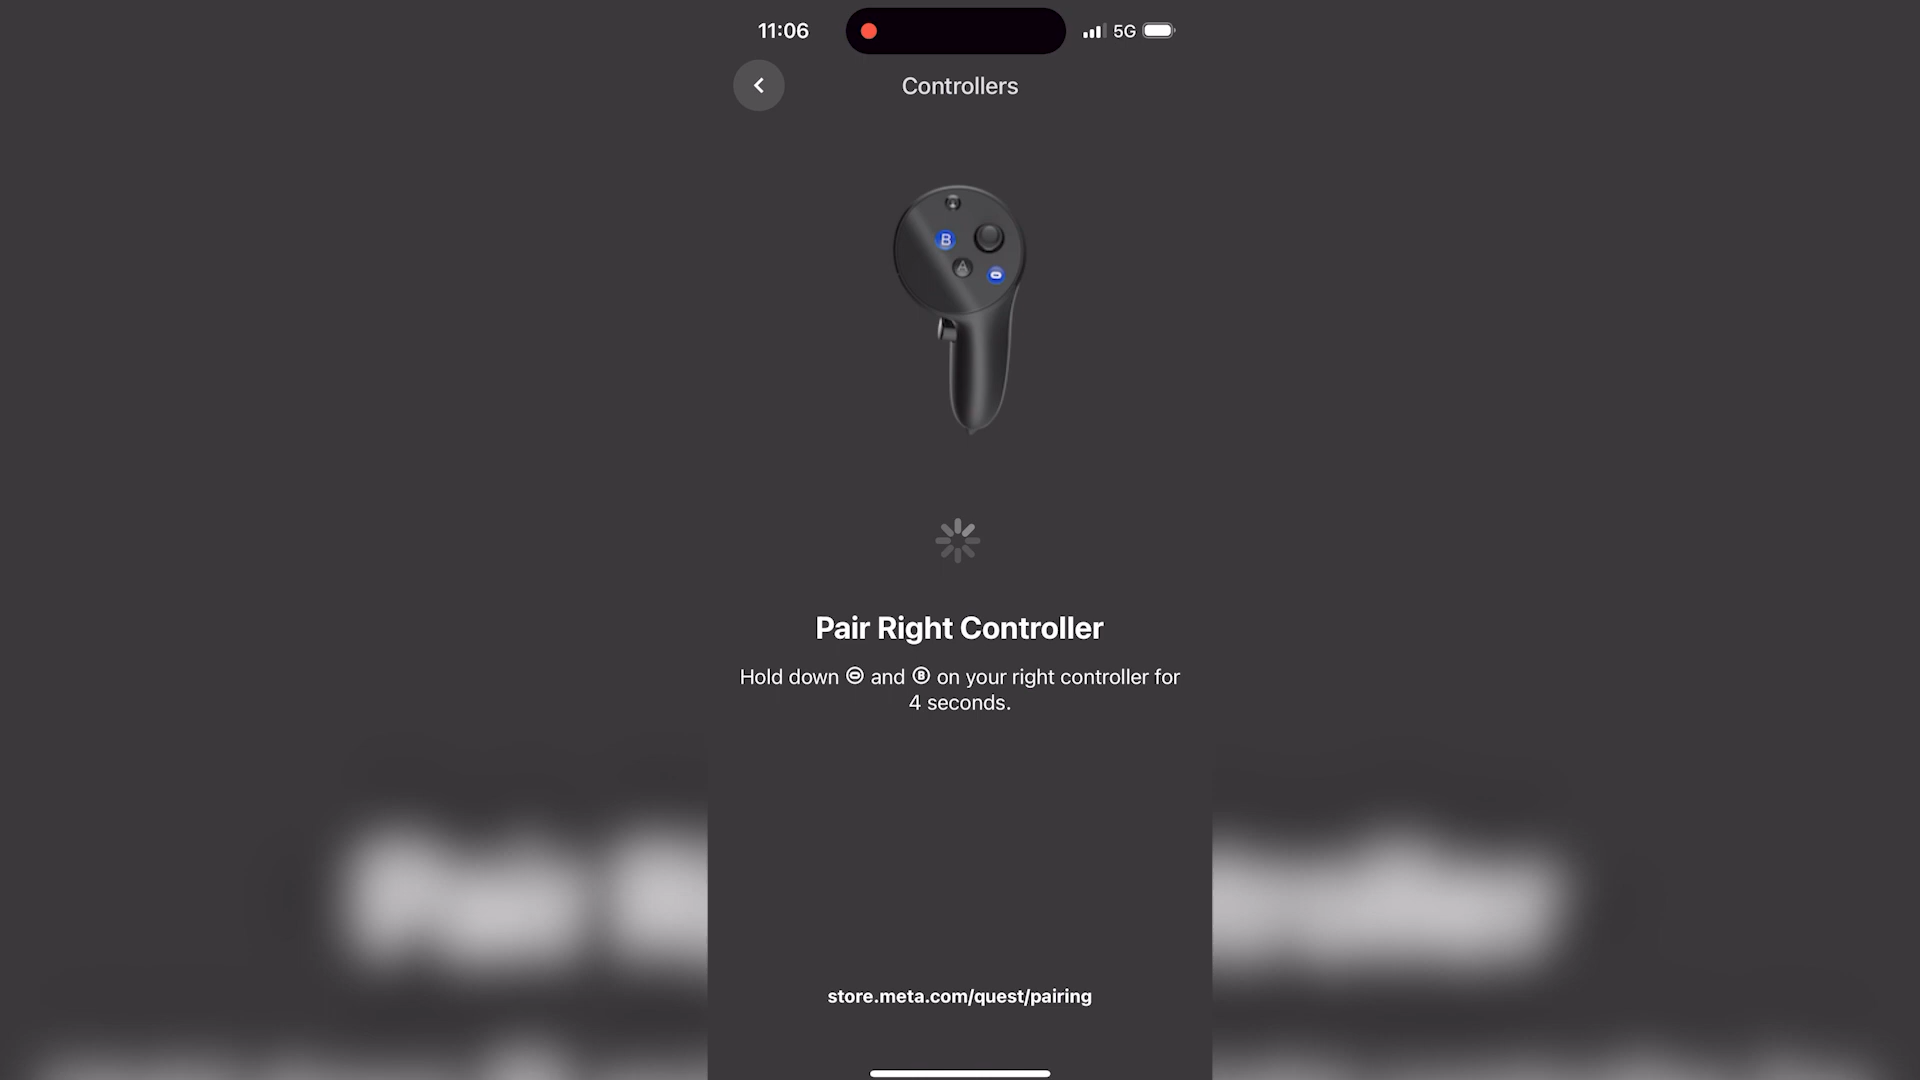 11:06
5G
Controllers
B
A
Pair Right Controller
Hold down and B on your right controller for
4 seconds.
store.meta.com/quest/pairing